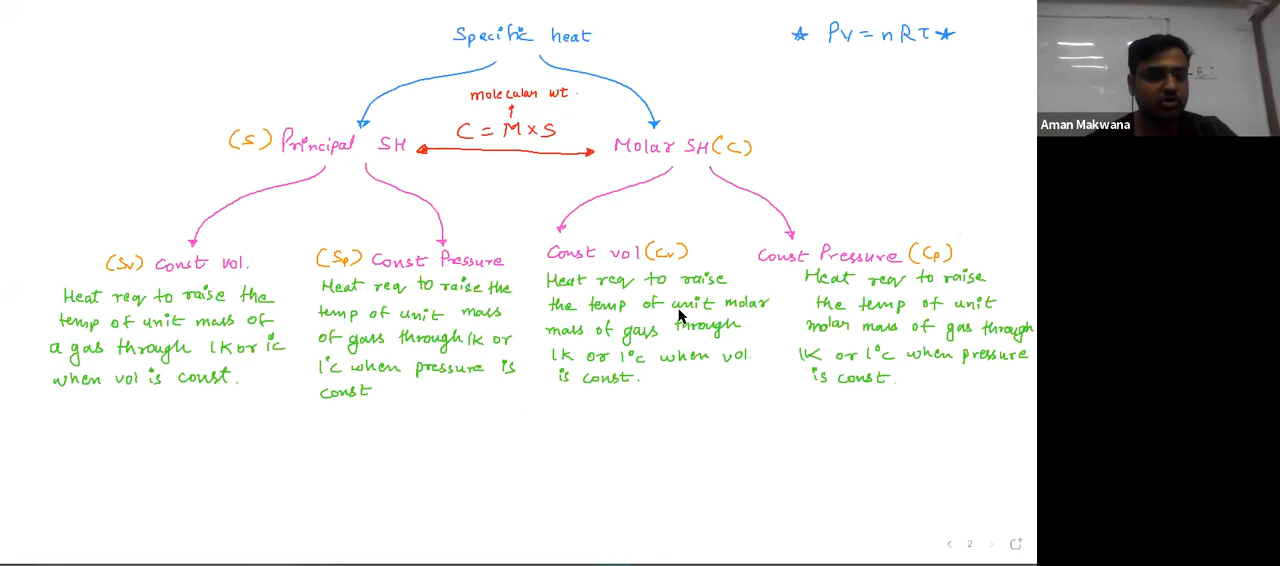 Specific heat
★ PV = nRT ★
molecular wt.
C = M × S
(S) Principal SH
Molar SH (C)
(Sv) Const vol.
Heat req to raise the
temp of unit mass of
a gas through 1K or 1°C
when vol is const.
(Sp) Const Pressure
Heat req to raise the
temp of unit mass
of gas through 1K or
1°C when pressure is
const
Const vol (Cv)
Heat req to raise
the temp of unit molar
mass of gas through
1K or 1°C when vol.
is const.
Const Pressure (Cp)
Heat req to raise
the temp of unit
molar mass of gas through
1K or 1°C when pressure
is const.
Aman Makwana
2